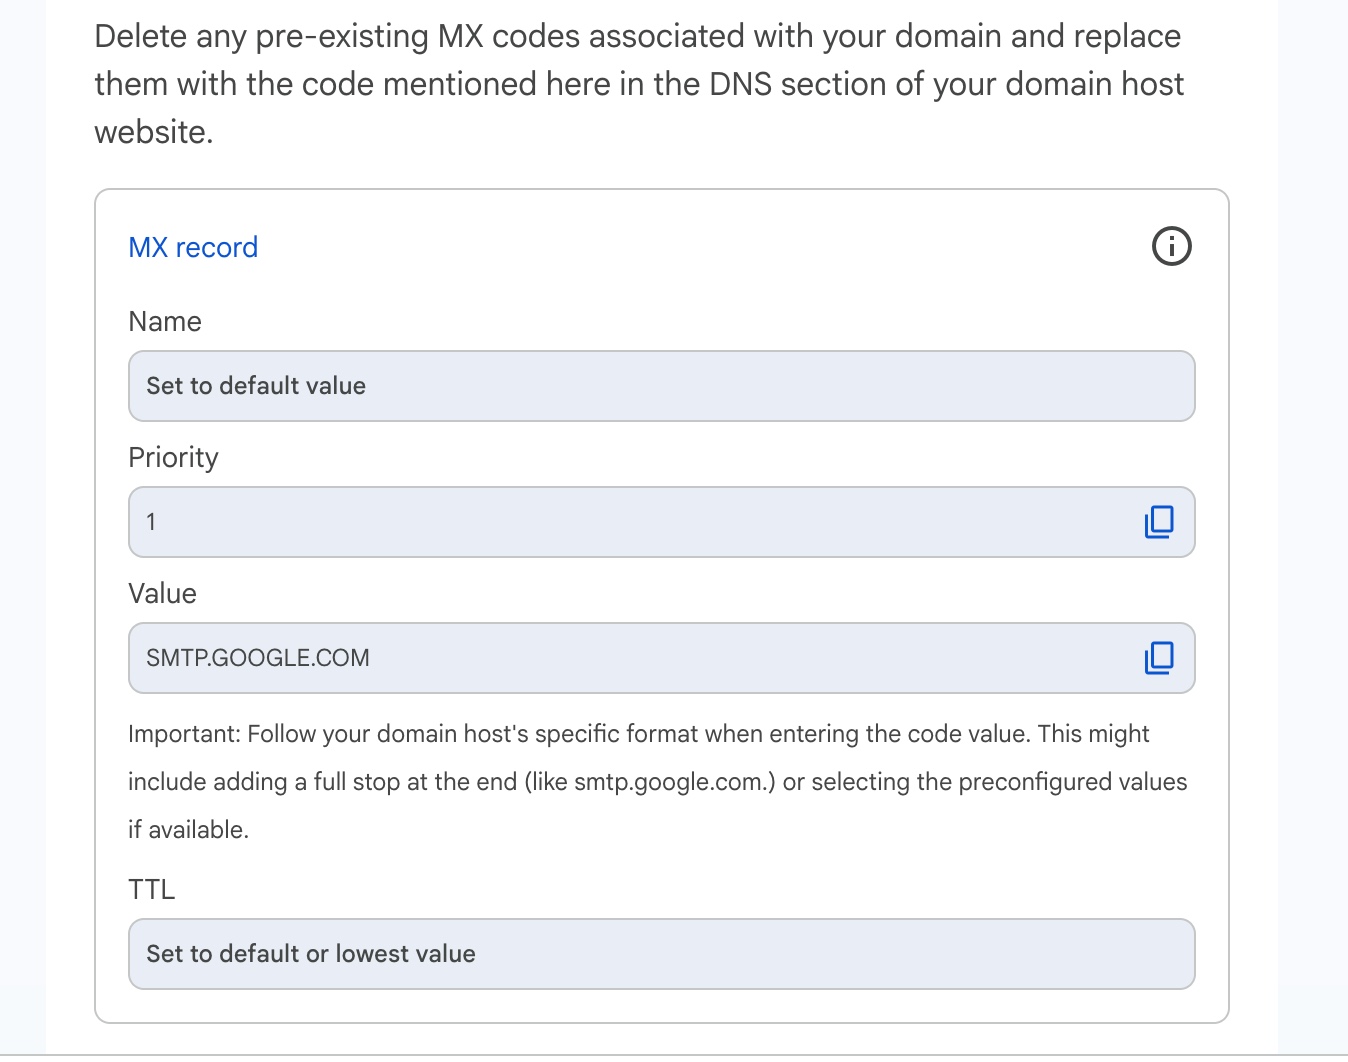 Delete any pre-existing MX codes associated with your domain and replace
them with the code mentioned here in the DNS section of your domain host
website.
MX record
Name
Set to default value
Priority
1
Value
SMTP.GOOGLE.COM
Important: Follow your domain host's specific format when entering the code value. This might
include adding a full stop at the end (like smtp.google.com.) or selecting the preconfigured values
if available.
TTL
Set to default or lowest value